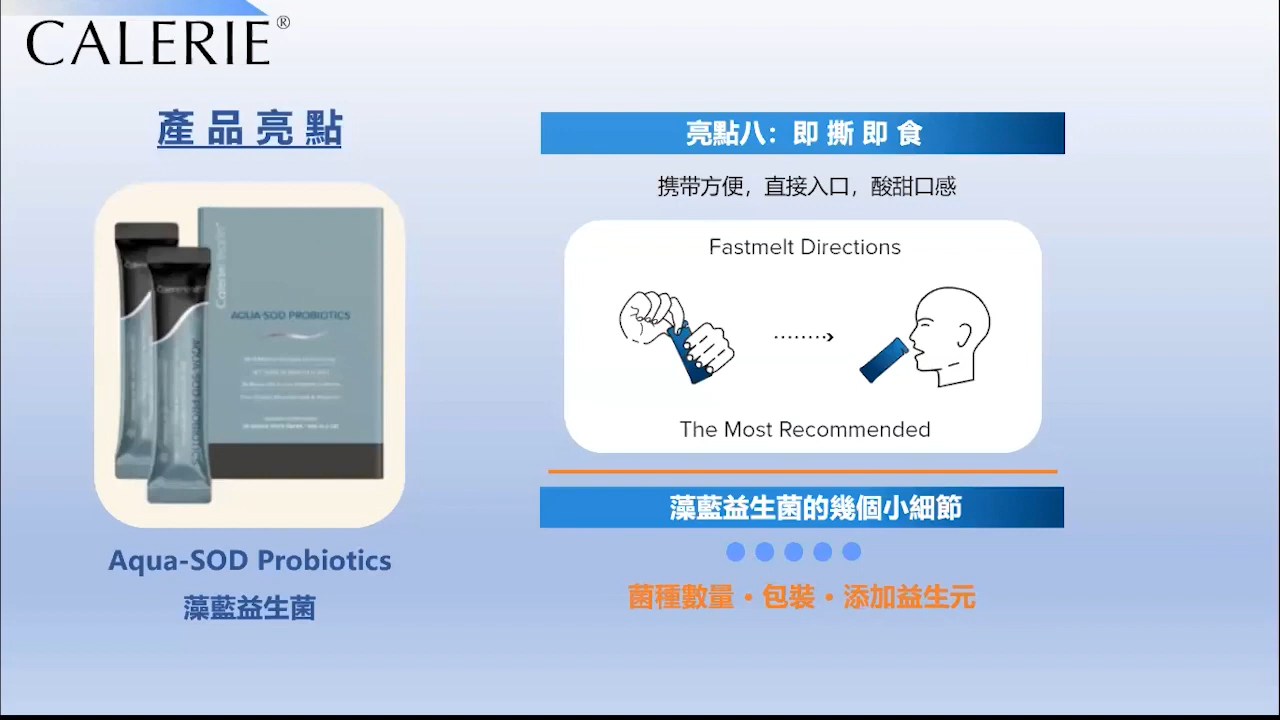 CALERIE®
產品亮點
AQUA-SOD PROBIOTICS
Aqua-SOD Probiotics
藻藍益生菌
亮點八：即撕即食
携带方便，直接入口，酸甜口感
Fastmelt Directions
The Most Recommended
藻藍益生菌的幾個小細節
菌種數量·包裝·添加益生元